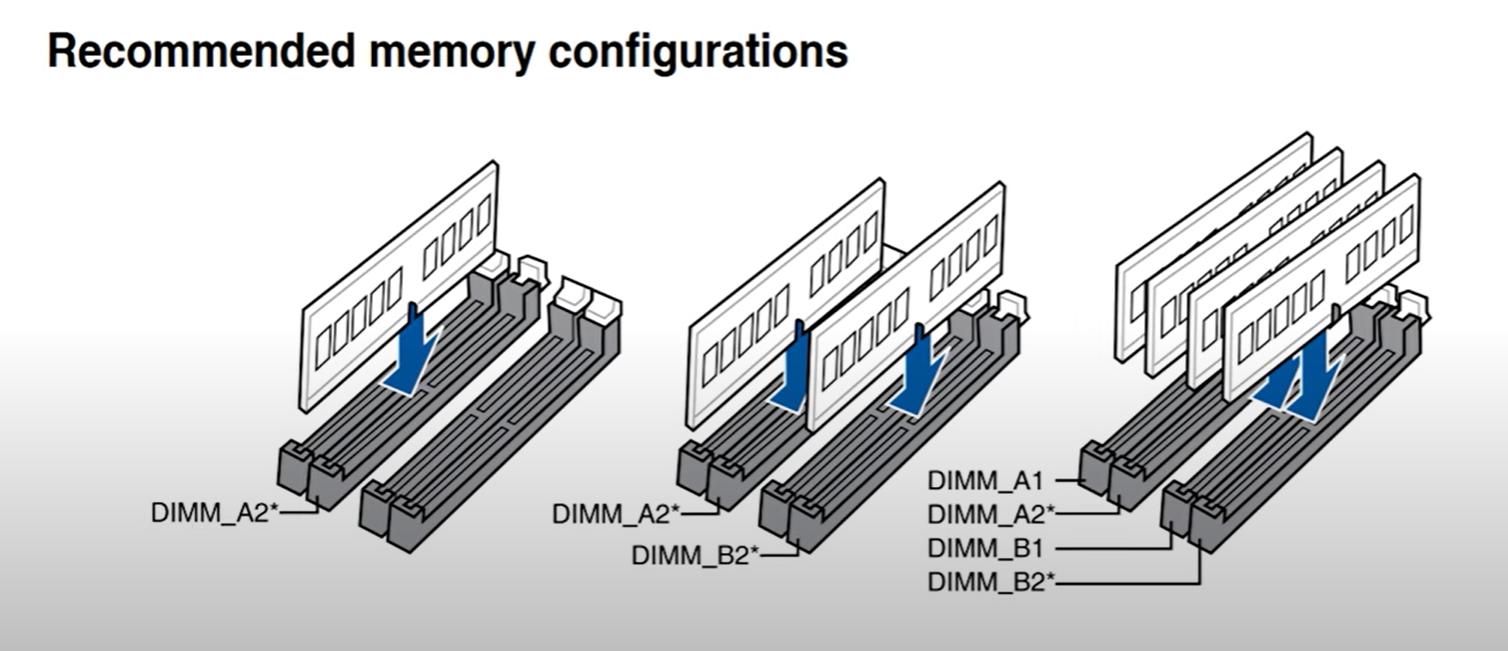 Recommended memory configurations
DIMM_A2*
DIMM_A2*
DIMM_B2*
DIMM_A1
DIMM_A2*
DIMM_B1
DIMM_B2*